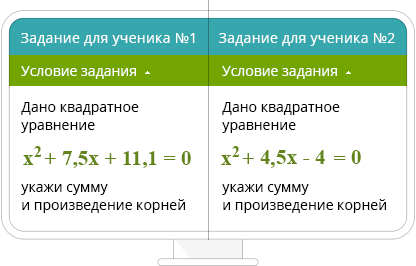 Задание для ученика №1
Условие задания
Дано квадратное
уравнение
x² + 7,5x + 11,1 = 0
укажи сумму
и произведение корней
Задание для ученика №2
Условие задания
Дано квадратное
уравнение
x² + 4,5x - 4 = 0
укажи сумму
и произведение корней